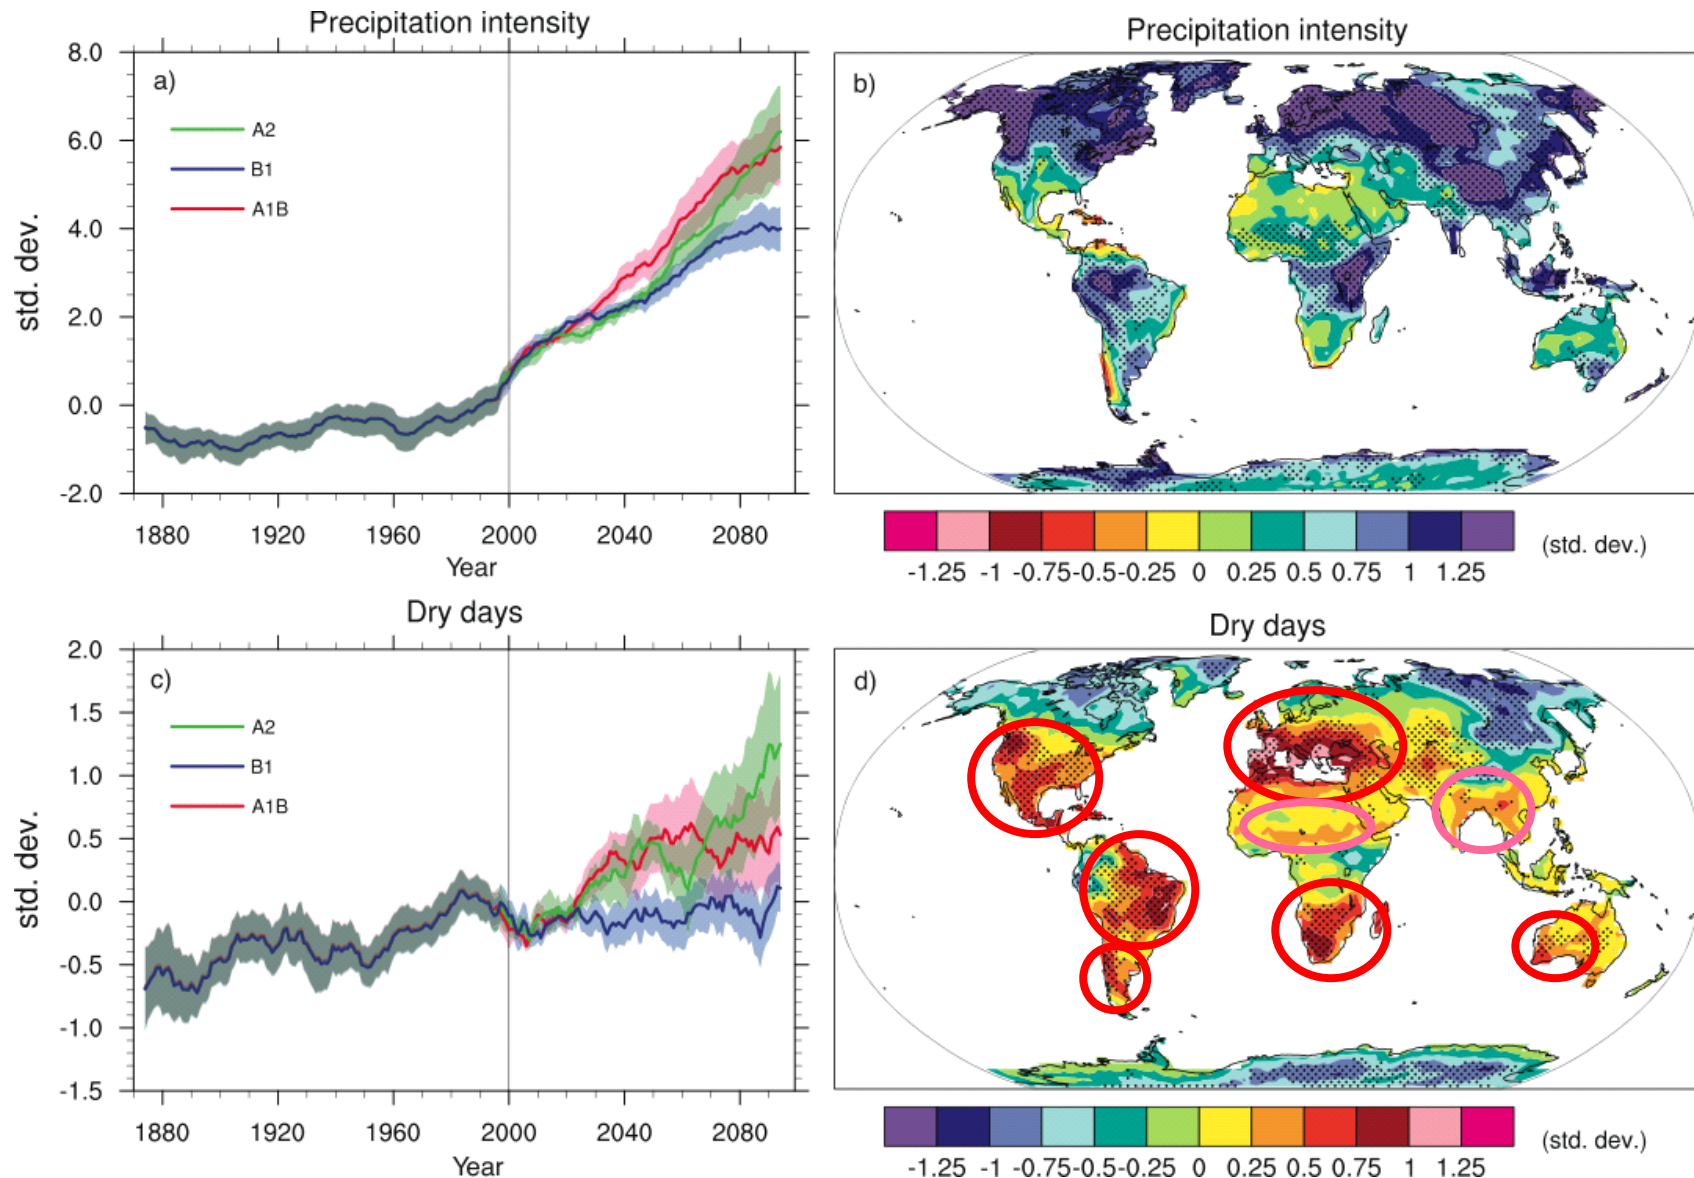 Precipitation intensity
a)
8.0
6.0
4.0
2.0
0.0
-2.0
std. dev.
A2
B1
A1B
1880 1920 1960 2000 2040 2080
Year
Precipitation intensity
b)
-1.25 -1 -0.75 -0.5 -0.25 0 0.25 0.5 0.75 1 1.25
(std. dev.)
Dry days
c)
2.0
1.5
1.0
0.5
0.0
-0.5
-1.0
-1.5
std. dev.
A2
B1
A1B
1880 1920 1960 2000 2040 2080
Year
Dry days
d)
-1.25 -1 -0.75 -0.5 -0.25 0 0.25 0.5 0.75 1 1.25
(std. dev.)